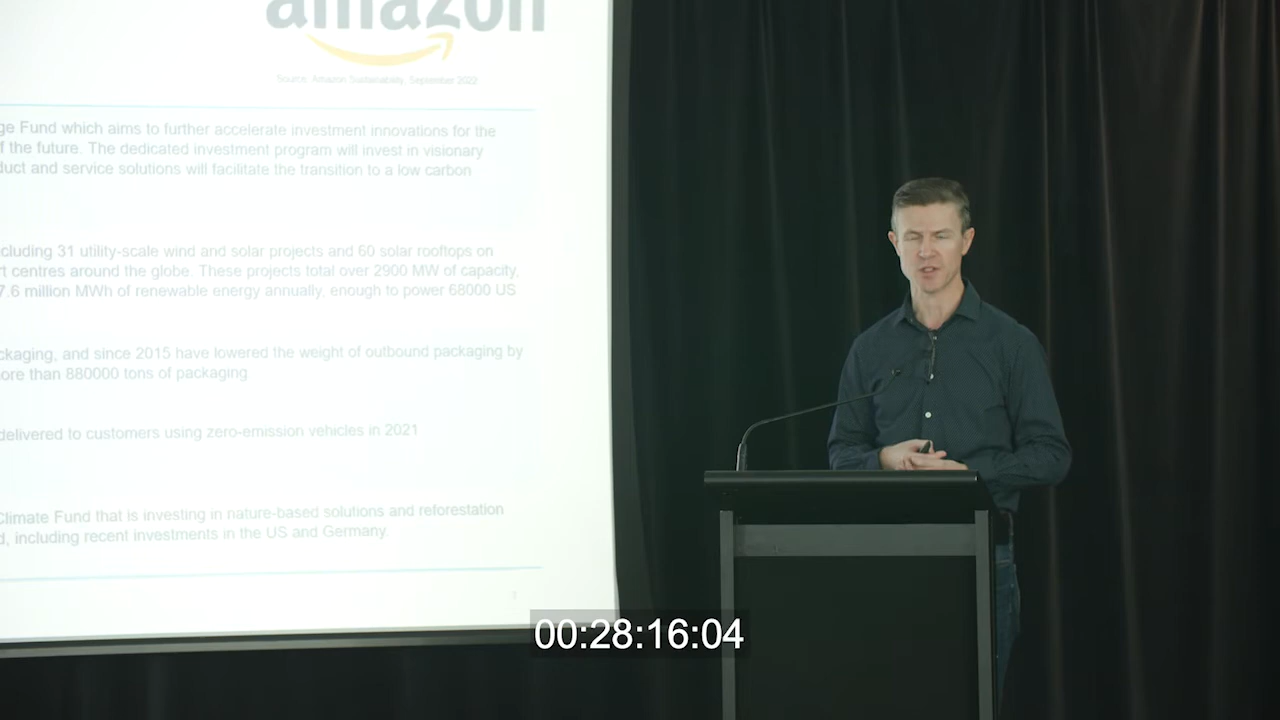 amazon
Source: Amazon Sustainability, September 2022
ge Fund which aims to further accelerate investment innovations for the
f the future. The dedicated investment program will invest in visionary
duct and service solutions will facilitate the transition to a low carbon
cluding 31 utility-scale wind and solar projects and 60 solar rooftops on
rt centres around the globe. These projects total over 2900 MW of capacity,
7.6 million MWh of renewable energy annually, enough to power 68000 US
ckaging, and since 2015 have lowered the weight of outbound packaging by
ore than 880000 tons of packaging
delivered to customers using zero-emission vehicles in 2021
Climate Fund that is investing in nature-based solutions and reforestation
d, including recent investments in the US and Germany.
1
00:28:16:04